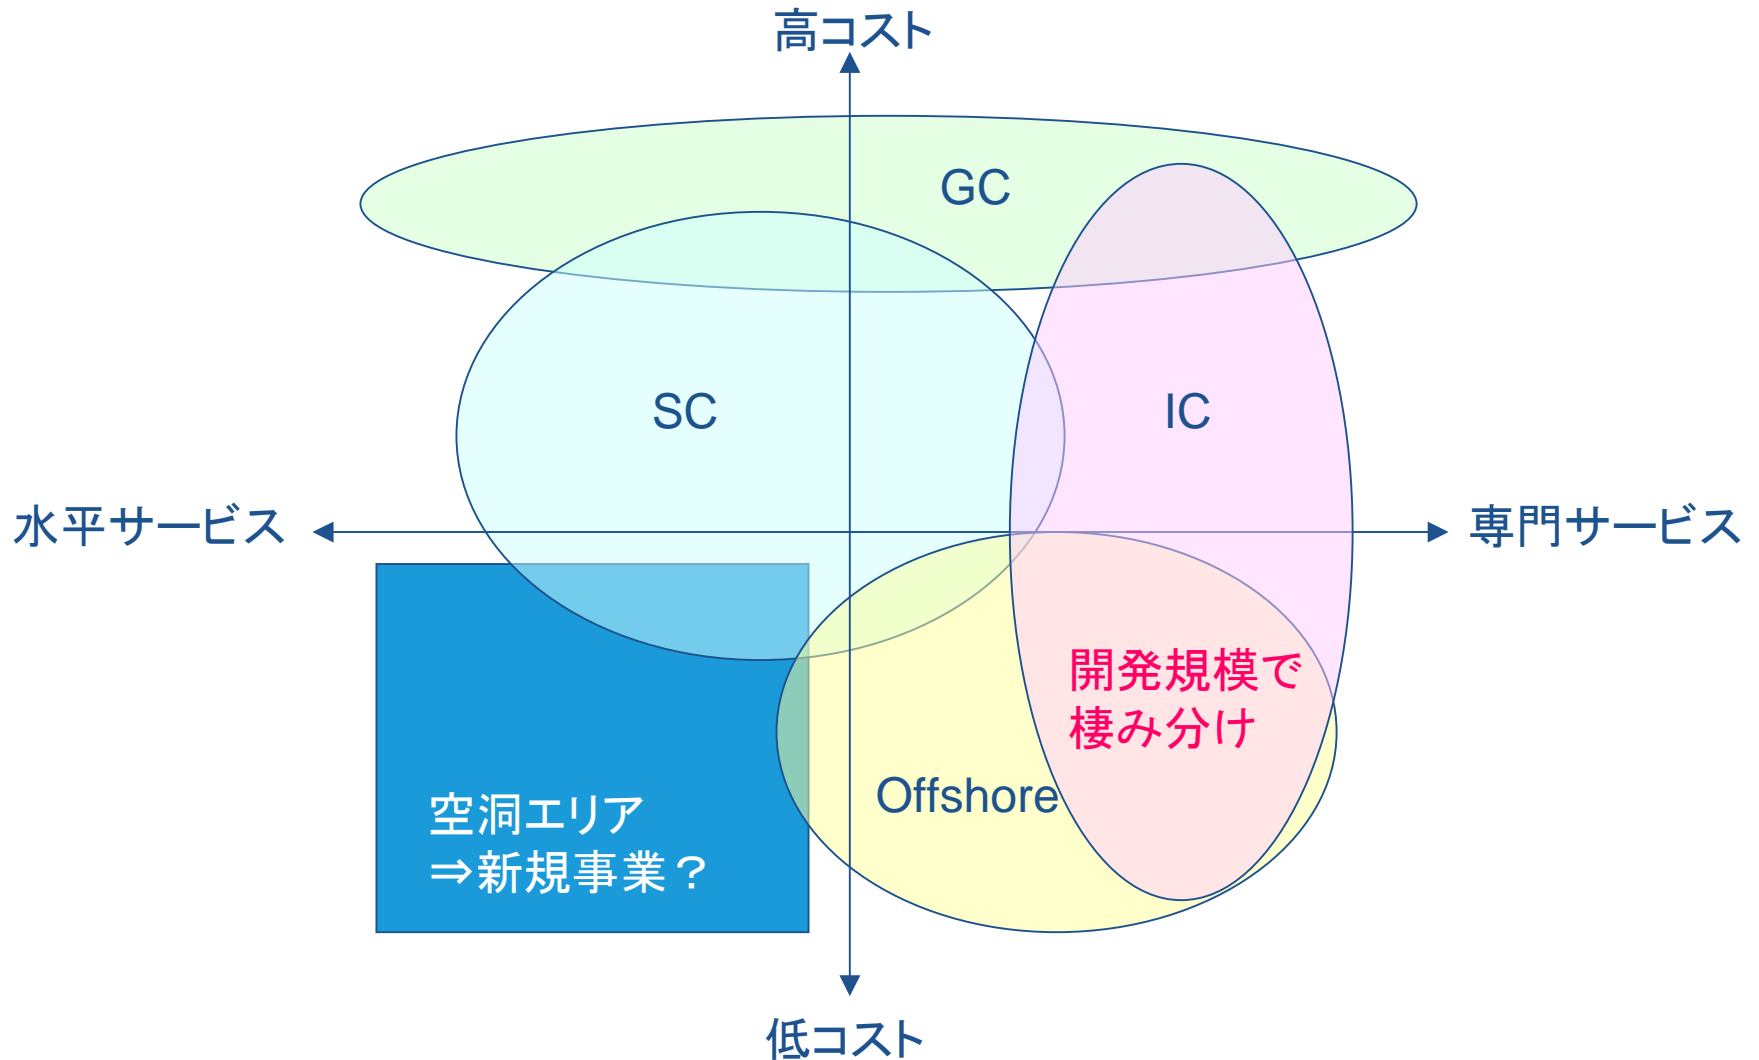 高コスト
GC
SC
IC
水平サービス
専門サービス
開発規模で
棲み分け
Offshore
空洞エリア
⇒新規事業？
低コスト